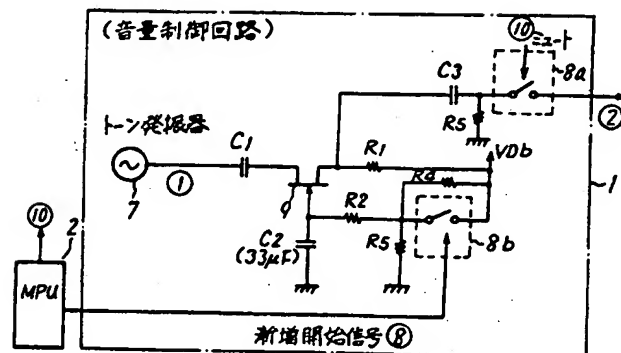 (音量制御回路)
⑩
ミュート
8a
C3
トーン発振器
C1
R5
②
VDb
R1
R4
①
7
9
R2
1
⑩
2
C2
(33μF)
R5
8b
MPU
漸増開始信号⑧